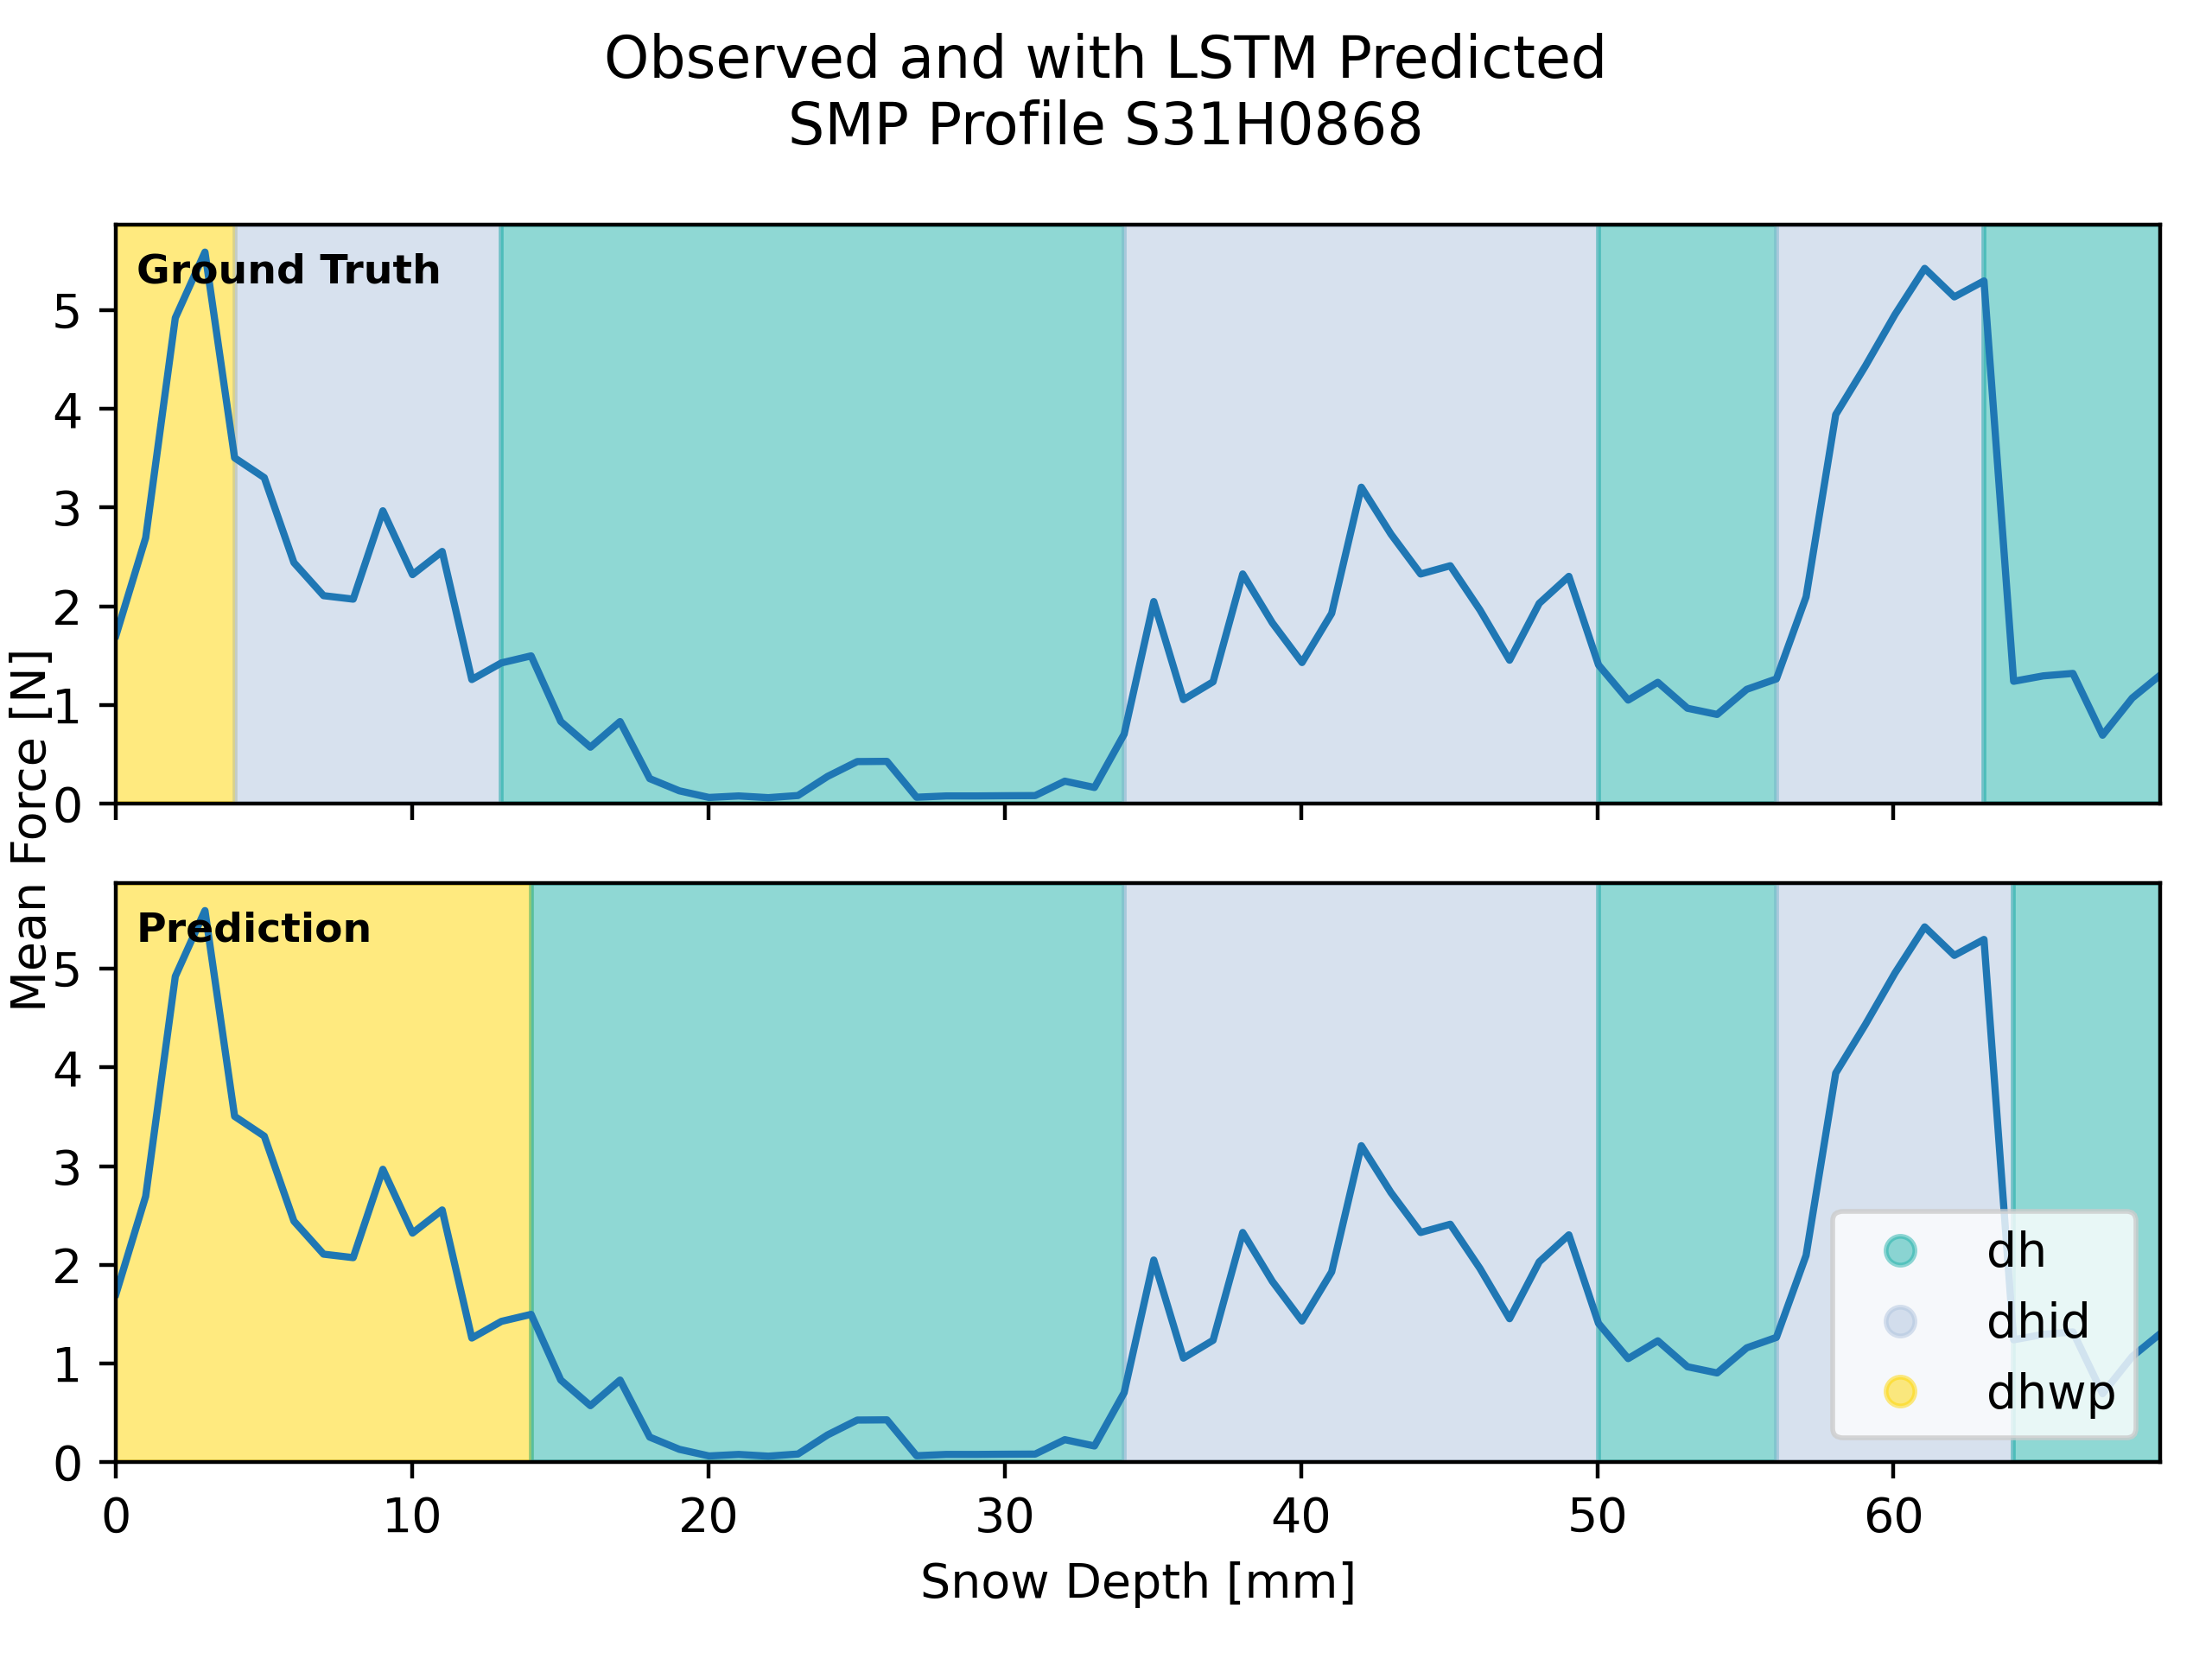 Observed and with LSTM Predicted
SMP Profile S31H0868
Ground Truth
5
4
3
2
1
0
Mean Force [N]
Prediction
5
4
3
2
1
0
dh
dhid
dhwp
0 10 20 30 40 50 60
Snow Depth [mm]